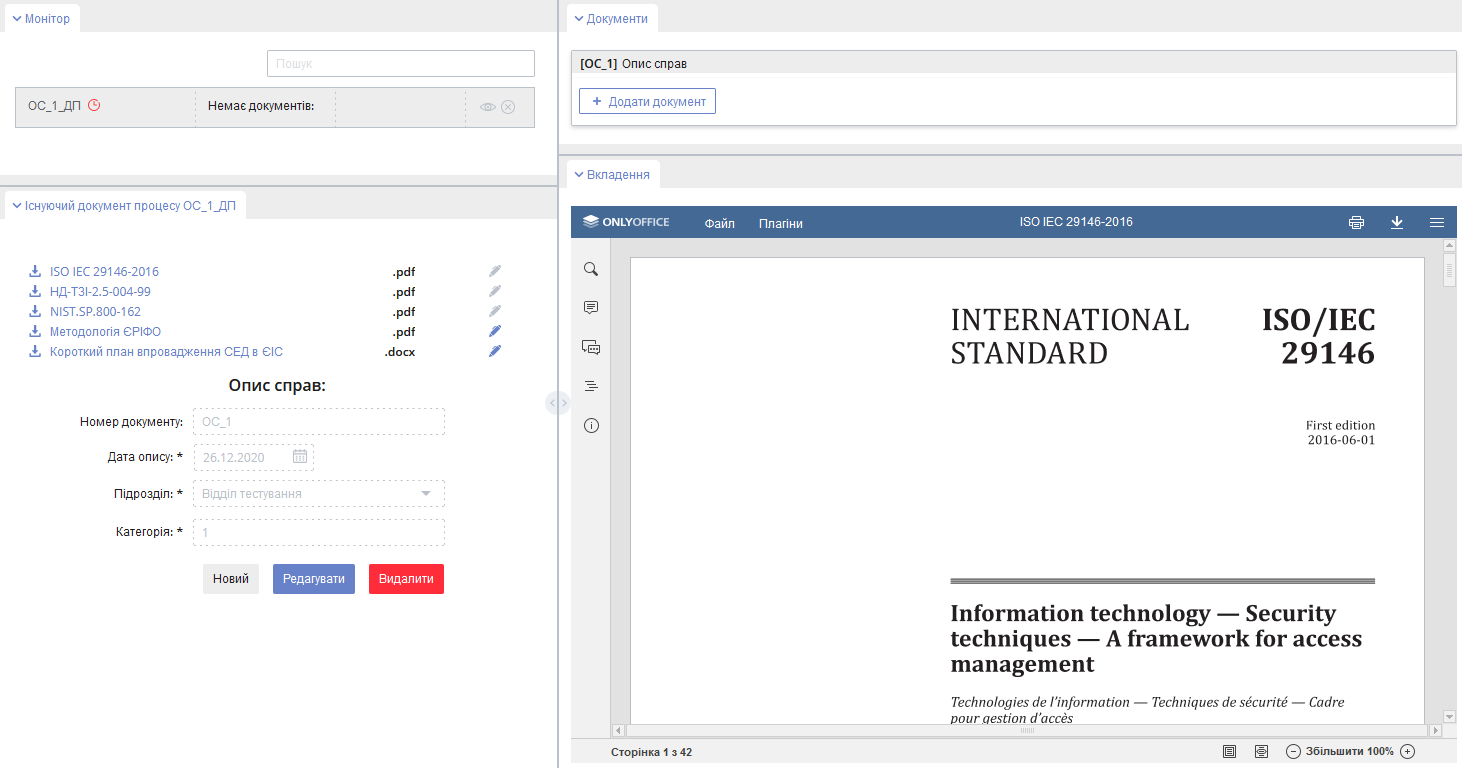 Монітор
Пошук
ОС_1_ДП
Немає документів:
Існуючий документ процесу ОС_1_ДП
ISO IEC 29146-2016 .pdf
НД-ТЗІ-2.5-004-99 .pdf
NIST.SP.800-162 .pdf
Методологія ЄРІФО .pdf
Короткий план впровадження СЕД в ЄІС .docx
Опис справ:
Номер документу: ОС_1
Дата опису: * 26.12.2020
Підрозділ: * Відділ тестування
Категорія: * 1
Новий Редагувати Видалити
Документи
[ОС_1] Опис справ
+ Додати документ
Вкладення
ONLYOFFICE Файл Плагіни ISO IEC 29146-2016
INTERNATIONAL STANDARD
ISO/IEC 29146
First edition
2016-06-01
Information technology — Security
techniques — A framework for access
management
Technologies de l'information — Techniques de sécurité — Cadre
pour gestion d'accès
Сторінка 1 з 42
Збільшити 100%